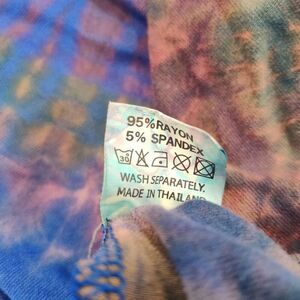 95%RAYON
5% SPANDEX
30
WASH SEPARATELY.
MADE IN THAILAND